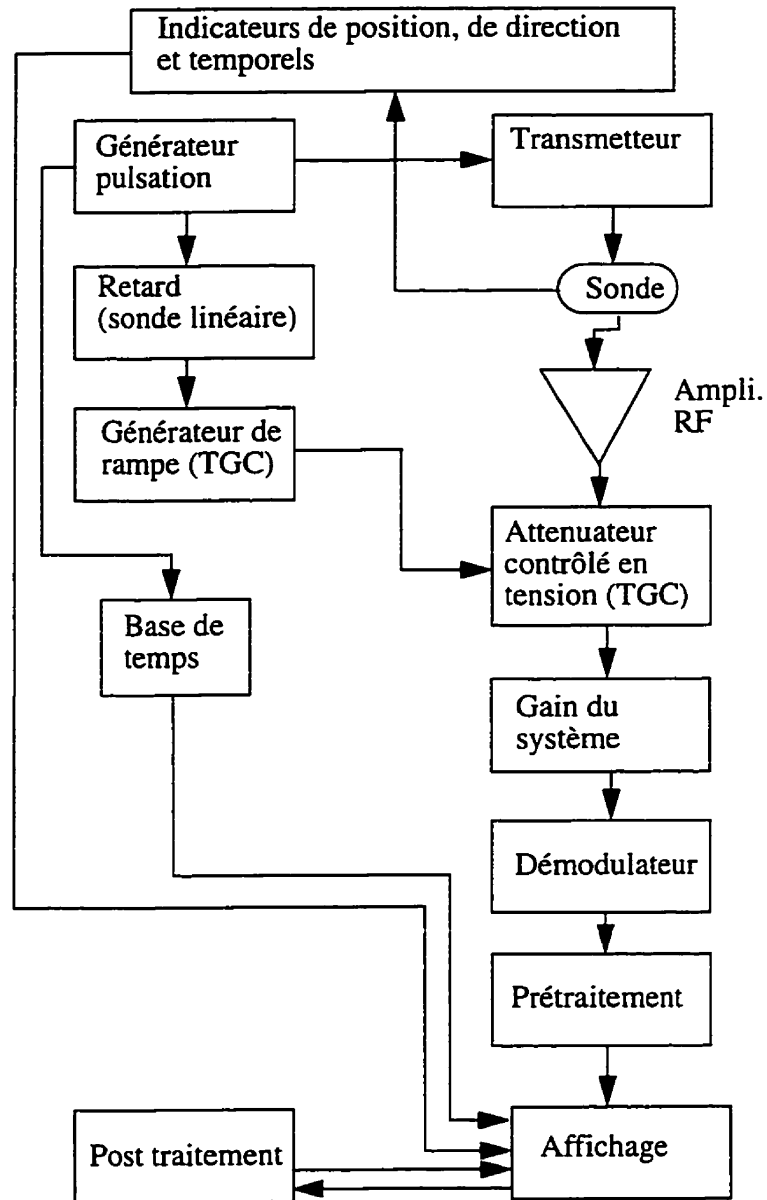 Indicateurs de position, de direction
et temporels
Générateur
pulsation
Transmetteur
Retard
(sonde linéaire)
Sonde
Ampli.
RF
Générateur de
rampe (TGC)
Attenuateur
contrôlé en
tension (TGC)
Base de
temps
Gain du
système
Démodulateur
Prétraitement
Post traitement
Affichage